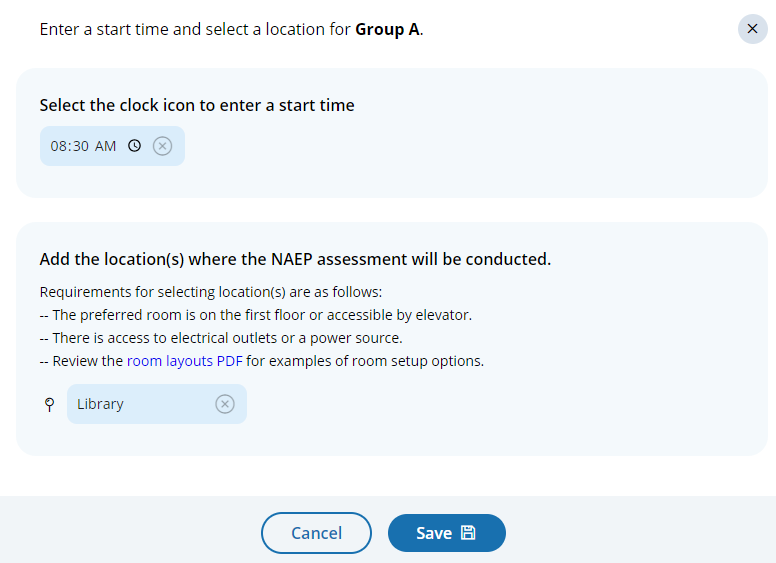 Enter a start time and select a location for Group A.
Select the clock icon to enter a start time
08:30 AM
Add the location(s) where the NAEP assessment will be conducted.
Requirements for selecting location(s) are as follows:
-- The preferred room is on the first floor or accessible by elevator.
-- There is access to electrical outlets or a power source.
-- Review the room layouts PDF for examples of room setup options.
Library
Cancel
Save